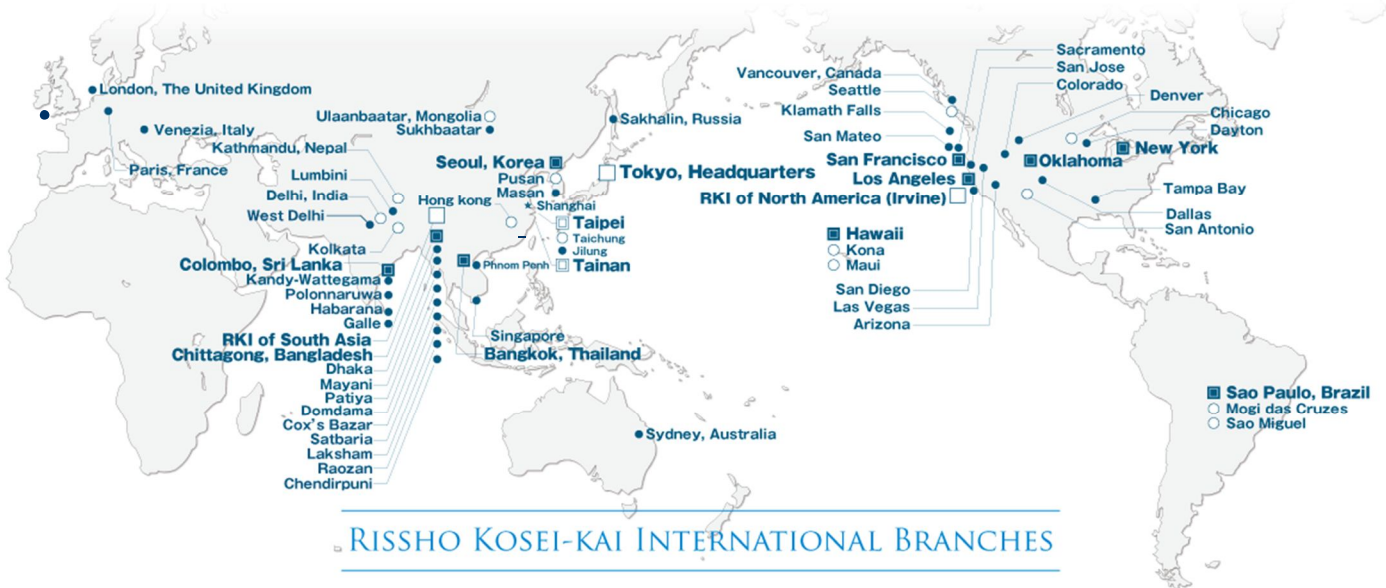 London, The United Kingdom
Venezia, Italy
Paris, France
Ulaanbaatar, Mongolia
Sukhbaatar
Kathmandu, Nepal
Lumbini
Delhi, India
West Delhi
Kolkata
Colombo, Sri Lanka
Kandy-Wattegama
Polonnaruwa
Habarana
Galle
RKI of South Asia
Chittagong, Bangladesh
Dhaka
Mayani
Patiya
Domdama
Cox's Bazar
Satbaria
Laksham
Raozan
Chendirpuni
Seoul, Korea
Pusan
Masan
Hong kong
Shanghai
Sakhalin, Russia
Tokyo, Headquarters
Taipei
Taichung
Jilung
Tainan
Phnom Penh
Singapore
Bangkok, Thailand
Sydney, Australia
Vancouver, Canada
Seattle
Klamath Falls
San Mateo
San Francisco
Los Angeles
RKI of North America (Irvine)
Hawaii
Kona
Maui
San Diego
Las Vegas
Arizona
Sacramento
San Jose
Colorado
Denver
Chicago
Dayton
New York
Oklahoma
Tampa Bay
Dallas
San Antonio
Sao Paulo, Brazil
Mogi das Cruzes
Sao Miguel
RISSHO KOSEI-KAI INTERNATIONAL BRANCHES